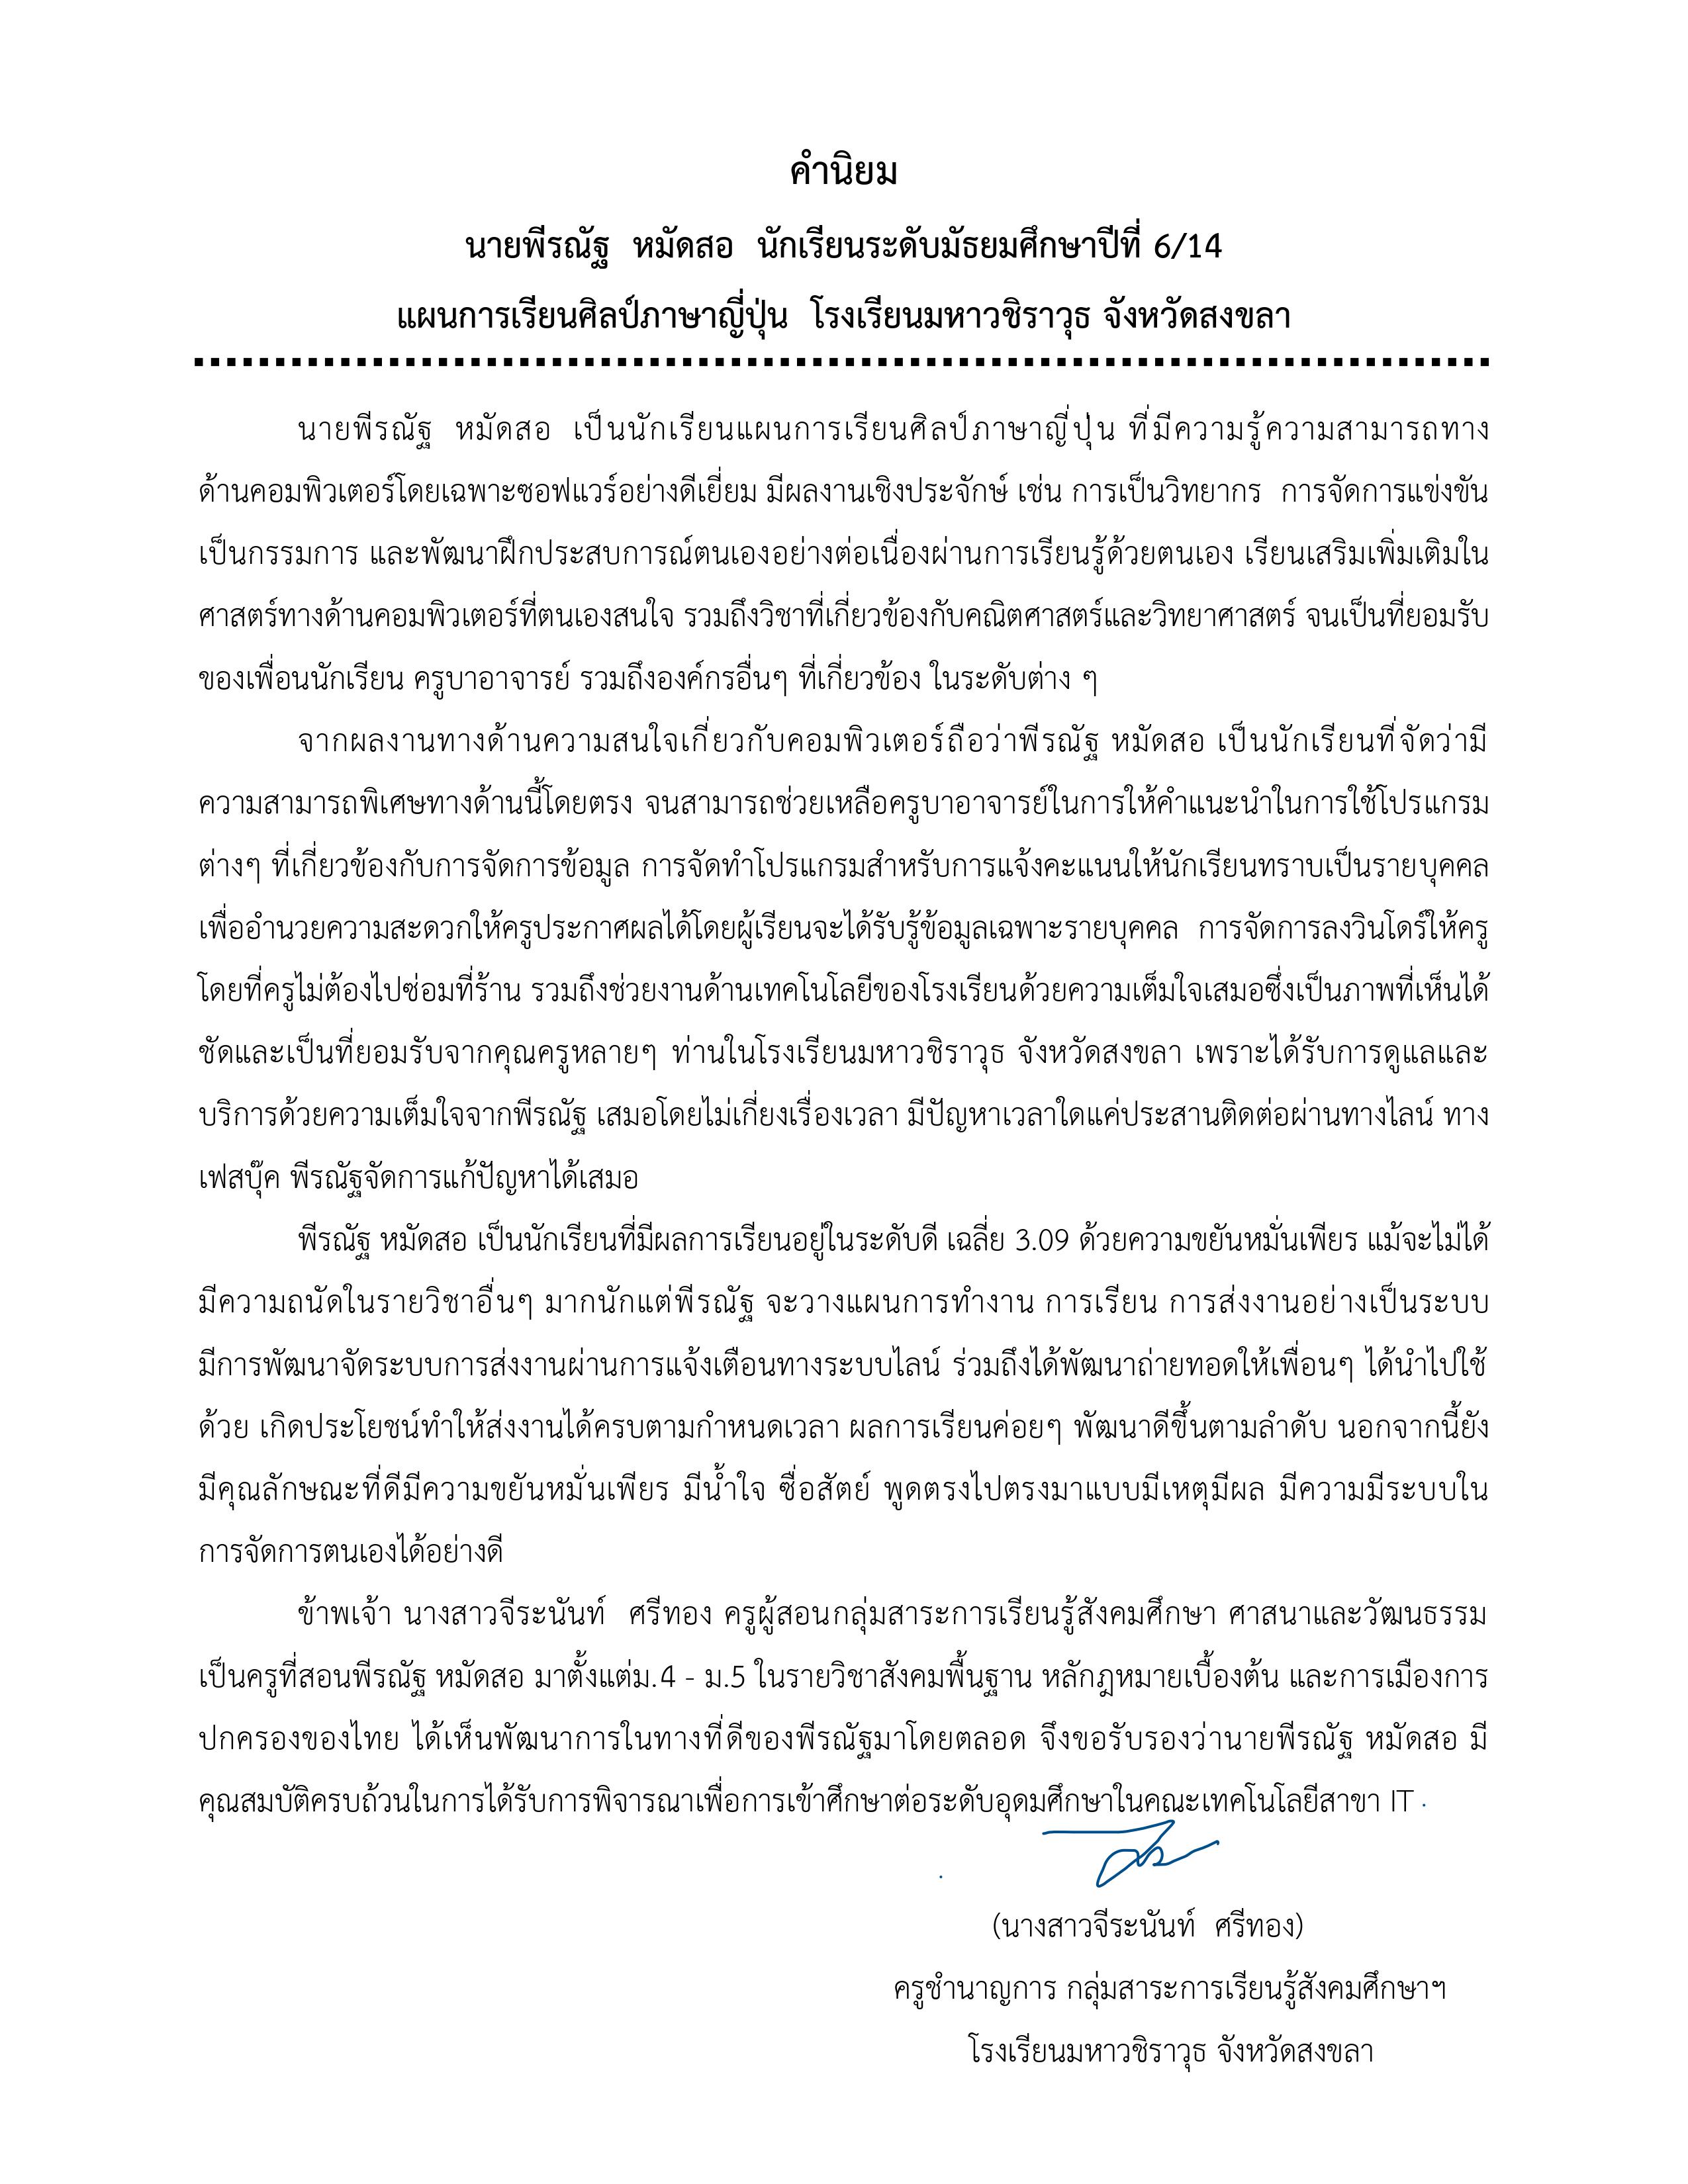 คำนิยม
นายพีรณัฐ  หมัดสอ  นักเรียนระดับมัธยมศึกษาปีที่ 6/14
แผนการเรียนศิลป์ภาษาญี่ปุ่น  โรงเรียนมหาวชิราวุธ จังหวัดสงขลา
นายพีรณัฐ  หมัดสอ  เป็นนักเรียนแผนการเรียนศิลป์ภาษาญี่ปุ่น ที่มีความรู้ความสามารถทาง
ด้านคอมพิวเตอร์โดยเฉพาะซอฟแวร์อย่างดีเยี่ยม มีผลงานเชิงประจักษ์ เช่น การเป็นวิทยากร  การจัดการแข่งขัน
เป็นกรรมการ และพัฒนาฝึกประสบการณ์ตนเองอย่างต่อเนื่องผ่านการเรียนรู้ด้วยตนเอง เรียนเสริมเพิ่มเติมใน
ศาสตร์ทางด้านคอมพิวเตอร์ที่ตนเองสนใจ รวมถึงวิชาที่เกี่ยวข้องกับคณิตศาสตร์และวิทยาศาสตร์ จนเป็นที่ยอมรับ
ของเพื่อนนักเรียน ครูบาอาจารย์ รวมถึงองค์กรอื่นๆ ที่เกี่ยวข้อง ในระดับต่าง ๆ
จากผลงานทางด้านความสนใจเกี่ยวกับคอมพิวเตอร์ถือว่าพีรณัฐ หมัดสอ เป็นนักเรียนที่จัดว่ามี
ความสามารถพิเศษทางด้านนี้โดยตรง จนสามารถช่วยเหลือครูบาอาจารย์ในการให้คำแนะนำในการใช้โปรแกรม
ต่างๆ ที่เกี่ยวข้องกับการจัดการข้อมูล การจัดทำโปรแกรมสำหรับการแจ้งคะแนนให้นักเรียนทราบเป็นรายบุคคล
เพื่ออำนวยความสะดวกให้ครูประกาศผลได้โดยผู้เรียนจะได้รับรู้ข้อมูลเฉพาะรายบุคคล  การจัดการลงวินโดร์ให้ครู
โดยที่ครูไม่ต้องไปซ่อมที่ร้าน รวมถึงช่วยงานด้านเทคโนโลยีของโรงเรียนด้วยความเต็มใจเสมอซึ่งเป็นภาพที่เห็นได้
ชัดและเป็นที่ยอมรับจากคุณครูหลายๆ ท่านในโรงเรียนมหาวชิราวุธ จังหวัดสงขลา เพราะได้รับการดูแลและ
บริการด้วยความเต็มใจจากพีรณัฐ เสมอโดยไม่เกี่ยงเรื่องเวลา มีปัญหาเวลาใดแค่ประสานติดต่อผ่านทางไลน์ ทาง
เฟสบุ๊ค พีรณัฐจัดการแก้ปัญหาได้เสมอ
พีรณัฐ หมัดสอ เป็นนักเรียนที่มีผลการเรียนอยู่ในระดับดี เฉลี่ย 3.09 ด้วยความขยันหมั่นเพียร แม้จะไม่ได้
มีความถนัดในรายวิชาอื่นๆ มากนักแต่พีรณัฐ จะวางแผนการทำงาน การเรียน การส่งงานอย่างเป็นระบบ
มีการพัฒนาจัดระบบการส่งงานผ่านการแจ้งเตือนทางระบบไลน์ ร่วมถึงได้พัฒนาถ่ายทอดให้เพื่อนๆ ได้นำไปใช้
ด้วย เกิดประโยชน์ทำให้ส่งงานได้ครบตามกำหนดเวลา ผลการเรียนค่อยๆ พัฒนาดีขึ้นตามลำดับ นอกจากนี้ยัง
มีคุณลักษณะที่ดีมีความขยันหมั่นเพียร มีน้ำใจ ซื่อสัตย์ พูดตรงไปตรงมาแบบมีเหตุมีผล มีความมีระบบใน
การจัดการตนเองได้อย่างดี
ข้าพเจ้า นางสาวจีระนันท์  ศรีทอง ครูผู้สอนกลุ่มสาระการเรียนรู้สังคมศึกษา ศาสนาและวัฒนธรรม
เป็นครูที่สอนพีรณัฐ หมัดสอ มาตั้งแต่ม.4 - ม.5 ในรายวิชาสังคมพื้นฐาน หลักกฎหมายเบื้องต้น และการเมืองการ
ปกครองของไทย ได้เห็นพัฒนาการในทางที่ดีของพีรณัฐมาโดยตลอด จึงขอรับรองว่านายพีรณัฐ หมัดสอ มี
คุณสมบัติครบถ้วนในการได้รับการพิจารณาเพื่อการเข้าศึกษาต่อระดับอุดมศึกษาในคณะเทคโนโลยีสาขา IT
(นางสาวจีระนันท์  ศรีทอง)
ครูชำนาญการ กลุ่มสาระการเรียนรู้สังคมศึกษาฯ
โรงเรียนมหาวชิราวุธ จังหวัดสงขลา